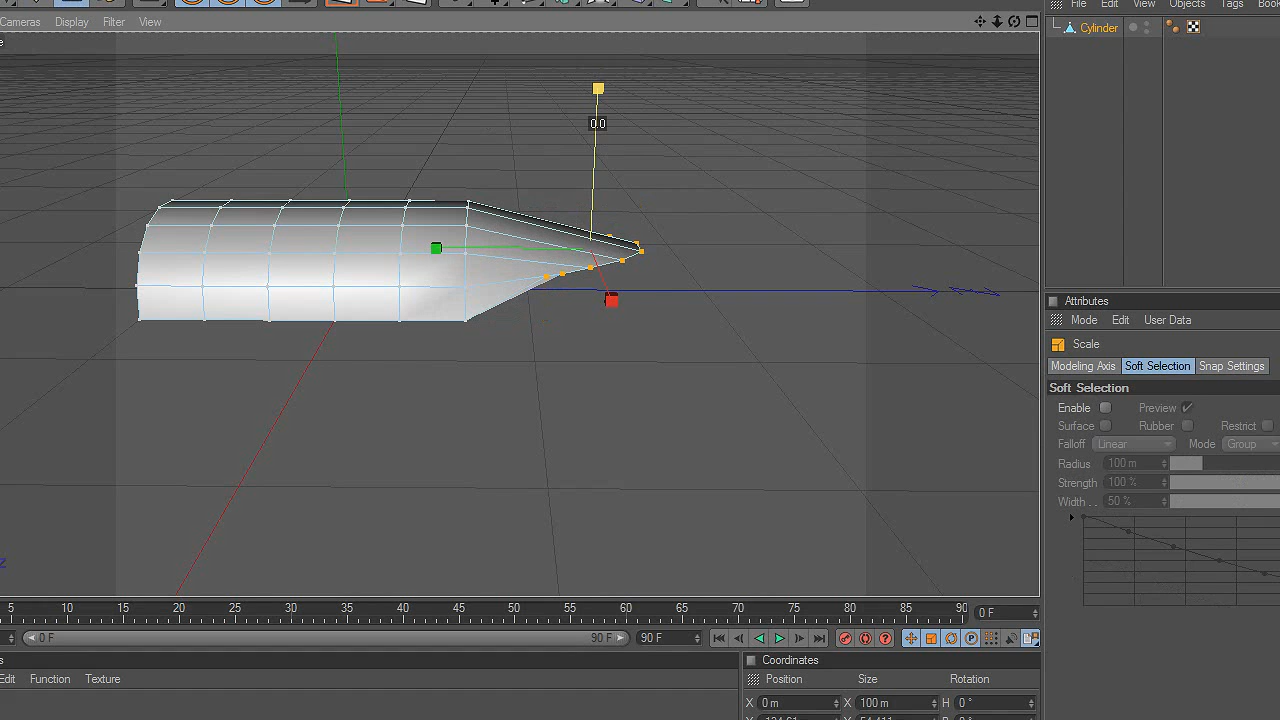 File Edit View Objects Tags Book
Cameras Display Filter View
Cylinder
0.0
Attributes
Mode Edit User Data
Scale
Modeling Axis Soft Selection Snap Settings
Soft Selection
Enable Preview
Surface Rubber Restrict
Falloff Linear Mode Group
Radius 100 m
Strength 100 %
Width . . 50 %
Z
5 10 15 20 25 30 35 40 45 50 55 60 65 70 75 80 85 90 0 F
0 F 90 F 90 F
Coordinates
Edit Function Texture
Position Size Rotation
X 0 m X 100 m H 0 °